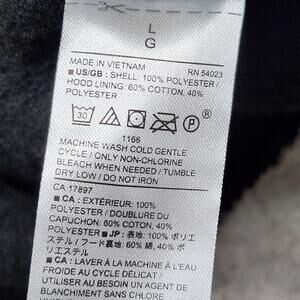 L
G
MADE IN VIETNAM RN 54023
■ US/GB : SHELL: 100% POLYESTER /
HOOD LINING: 60% COTTON, 40%
POLYESTER
30
P
1166
MACHINE WASH COLD GENTLE
CYCLE / ONLY NON-CHLORINE
BLEACH WHEN NEEDED / TUMBLE
DRY LOW / DO NOT IRON
CA 17897
■ CA : EXTÉRIEUR: 100%
POLYESTER / DOUBLURE DU
CAPUCHON: 60% COTON, 40%
POLYESTER ■ JP : 表地: 100% ポリエ
ステル / フード裏地: 60% 綿, 40% ポリエ
ステル
■ CA : LAVER À LA MACHINE À L'EAU
FROIDE AU CYCLE DÉLICAT /
AU BESOIN UN AGENT DE
BLANCHIMENT SANS CHLORE